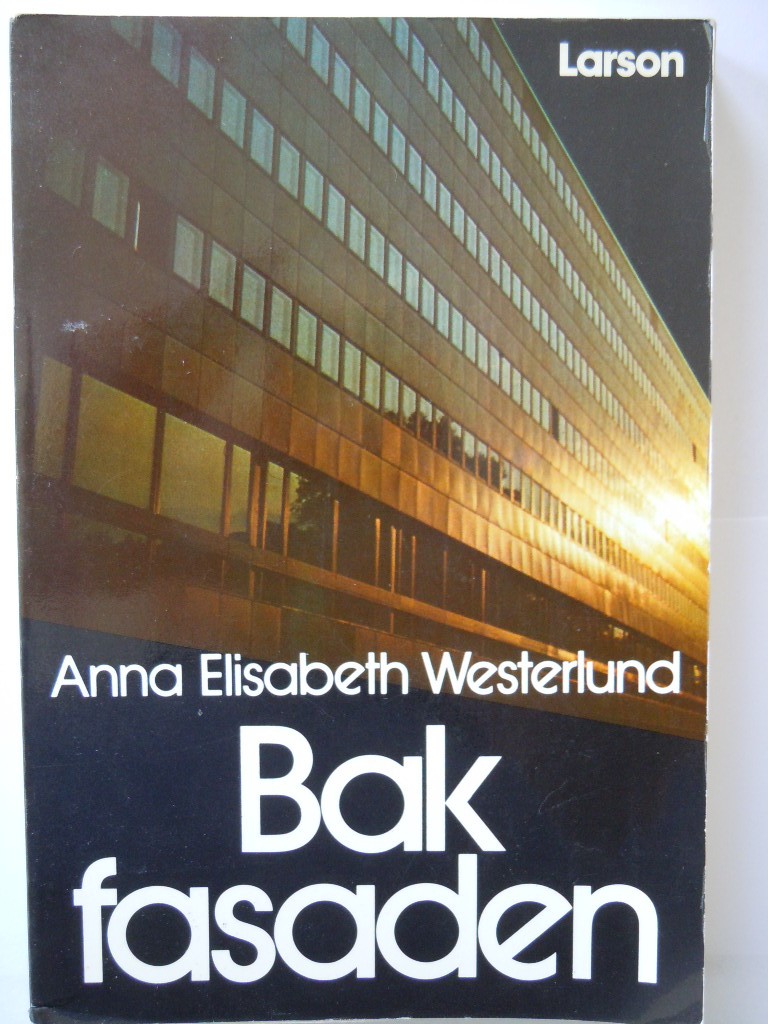 Larson
Anna Elisabeth Westerlund
Bak
fasaden